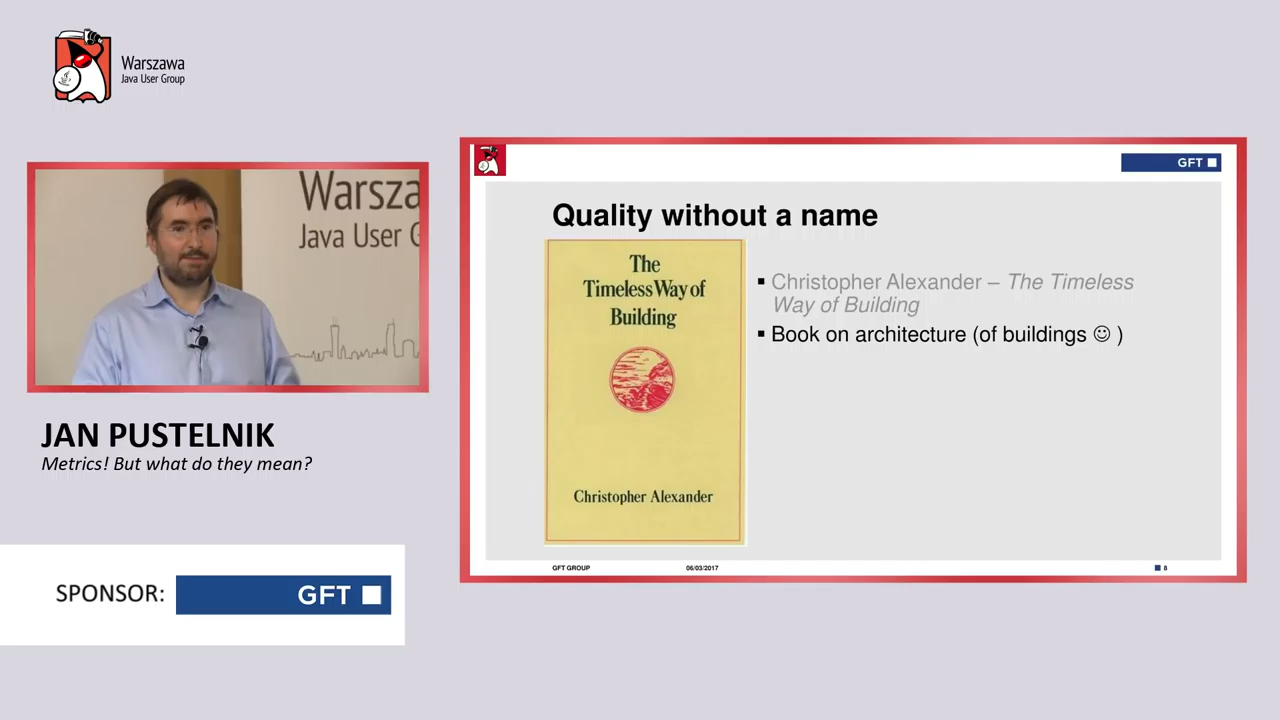 Warszawa
Java User Group
GFT
Quality without a name
The
Timeless Way of
Building
Christopher Alexander
Christopher Alexander – The Timeless
Way of Building
Book on architecture (of buildings ☺ )
GFT GROUP
06/03/2017
8
Warsza
Java User G
JAN PUSTELNIK
Metrics! But what do they mean?
SPONSOR:
GFT